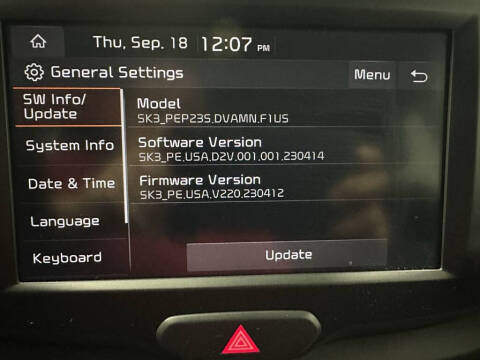 Thu, Sep. 18 12:07 PM
General Settings Menu
SW Info/
Update
System Info
Date & Time
Language
Keyboard
Model
SK3_PEP23S.DVAMN.F1US
Software Version
SK3_PE.USA.D2V.001.001.230414
Firmware Version
SK3_PE.USA.V220.230412
Update